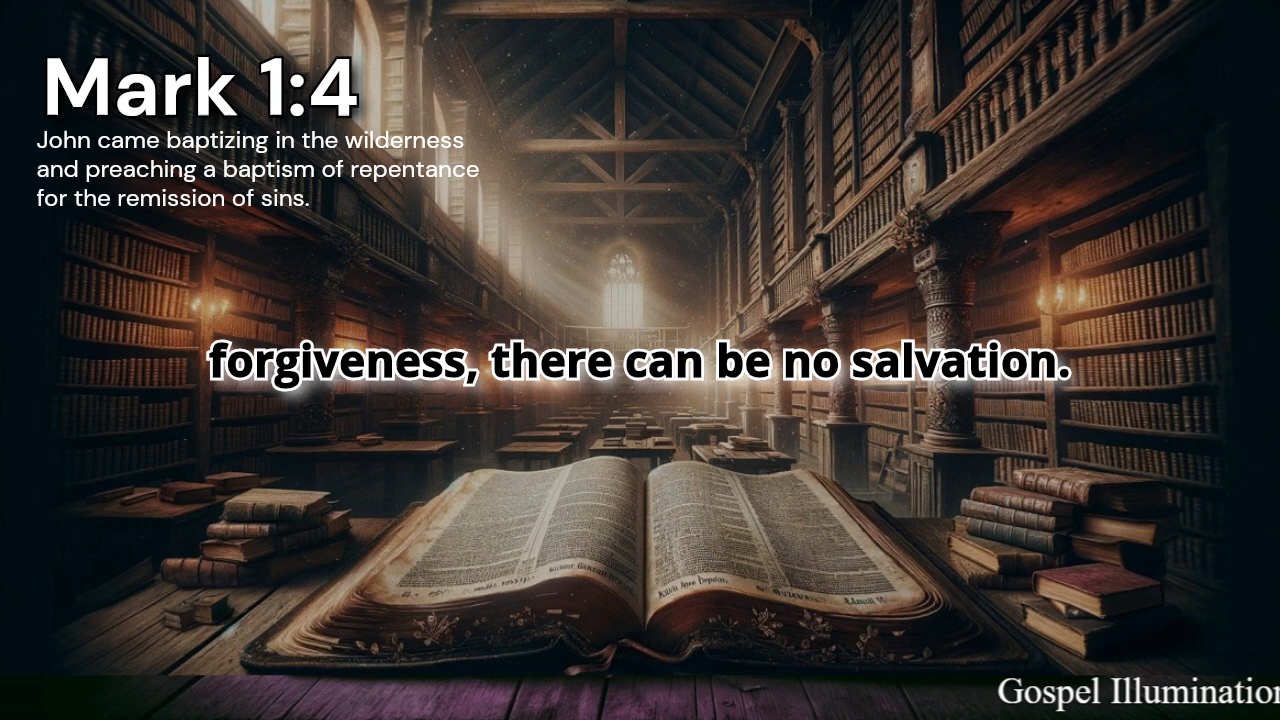 Mark 1:4
John came baptizing in the wilderness
and preaching a baptism of repentance
for the remission of sins.
forgiveness, there can be no salvation.
Gospel Illumination